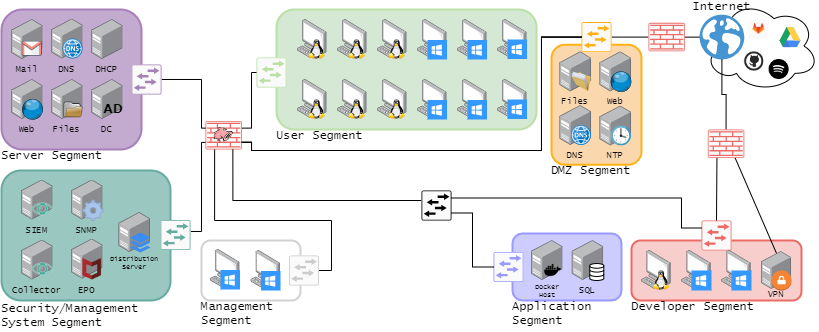 Internet
Mail DNS DHCP
Web Files DC
AD
Server Segment
User Segment
Files Web
DNS NTP
DMZ Segment
SIEM SNMP
Distribution
Server
Collector EPO
Security/Management
System Segment
Management
Segment
Docker
Host
SQL
Application
Segment
VPN
Developer Segment